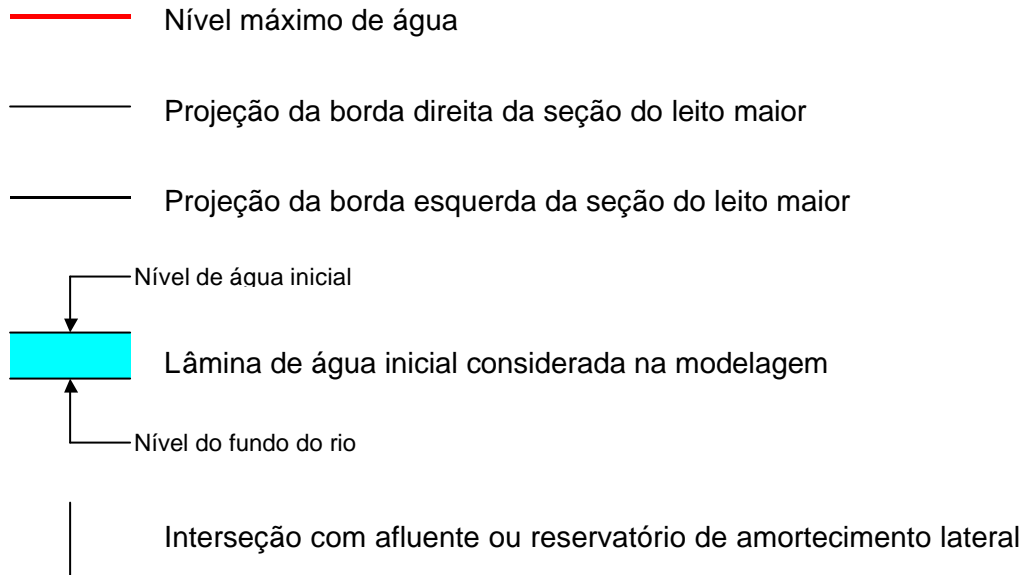 Nível máximo de água
Projeção da borda direita da seção do leito maior
Projeção da borda esquerda da seção do leito maior
Nível de água inicial
Lâmina de água inicial considerada na modelagem
Nível do fundo do rio
Interseção com afluente ou reservatório de amortecimento lateral